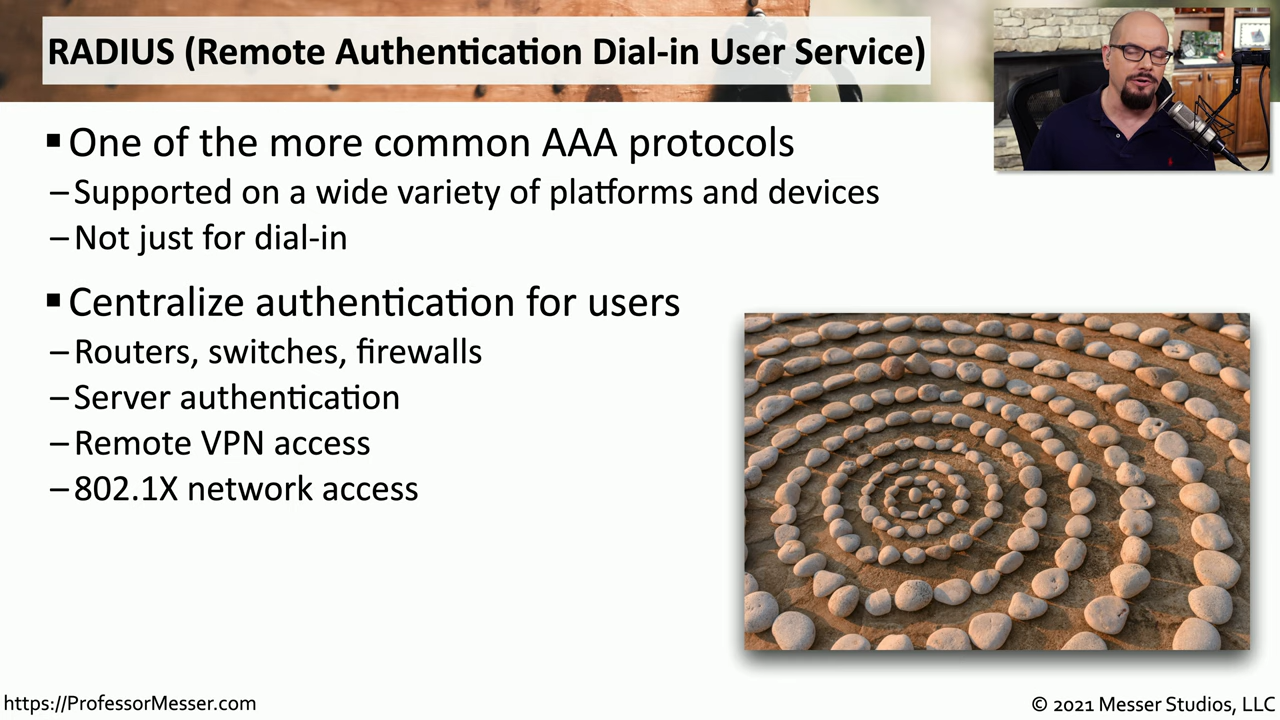 RADIUS (Remote Authentication Dial-in User Service)
▪ One of the more common AAA protocols
– Supported on a wide variety of platforms and devices
– Not just for dial-in
▪ Centralize authentication for users
– Routers, switches, firewalls
– Server authentication
– Remote VPN access
– 802.1X network access
https://ProfessorMesser.com
© 2021 Messer Studios, LLC